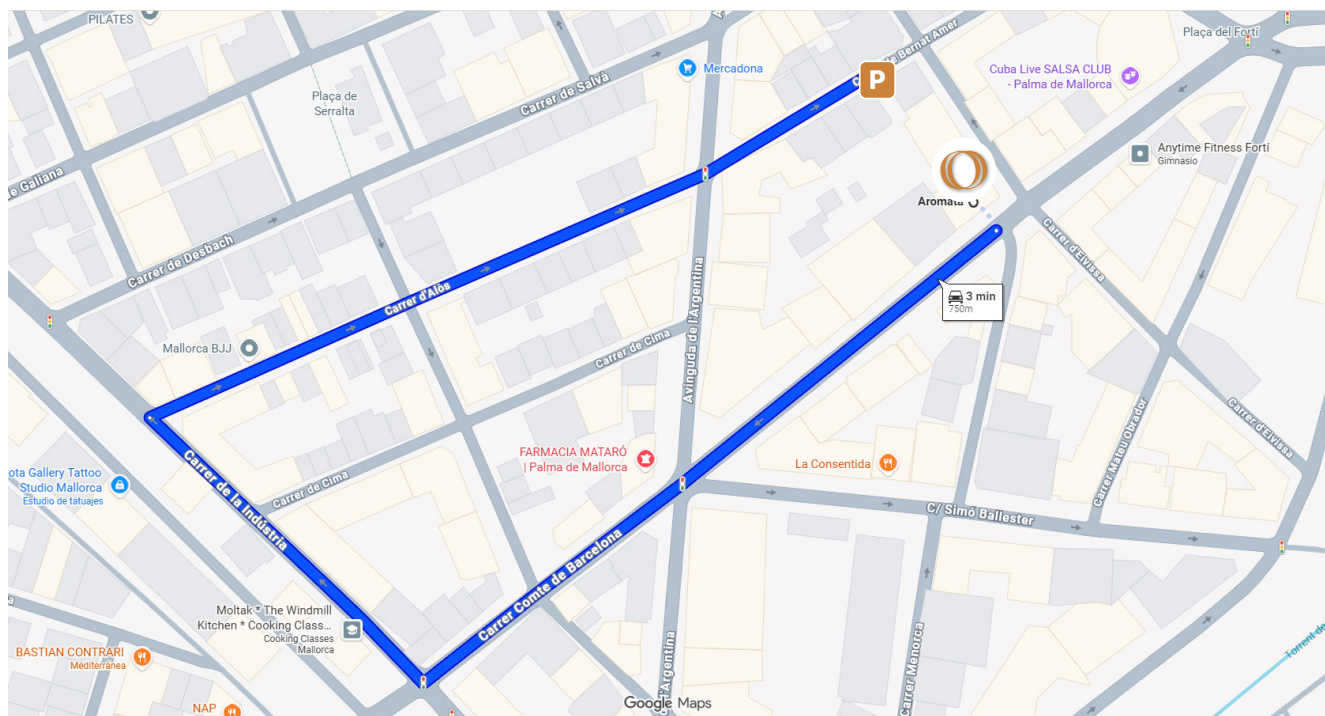 PILATES
Plaça del Fortí
Mercadona
de Bernat Amer
P
Cuba Live SALSA CLUB
- Palma de Mallorca
Plaça de
Serralta
Carrer de Salvà
Anytime Fitness Fortí
Gimnasio
de Galiana
Aromata
Carrer de Desbach
Carrer d'Eivissa
Carrer d'Alòs
Avinguda de l'Argentina
3 min
750m
Mallorca BJJ
Carrer de Cima
Carrer Mateu Obrador
Carrer d'Eivissa
FARMACIA MATARÓ
| Palma de Mallorca
La Consentida
ota Gallery Tattoo
Studio Mallorca
Estudio de tatuajes
Carrer de la Indústria
Carrer de Cima
C/ Simó Ballester
Carrer Comte de Barcelona
Moltak * The Windmill
Kitchen * Cooking Class...
Cooking Classes
Mallorca
BASTIAN CONTRARI
Mediterránea
Carrer Menorca
Torrent de
l'Argentina
NAP
Google Maps